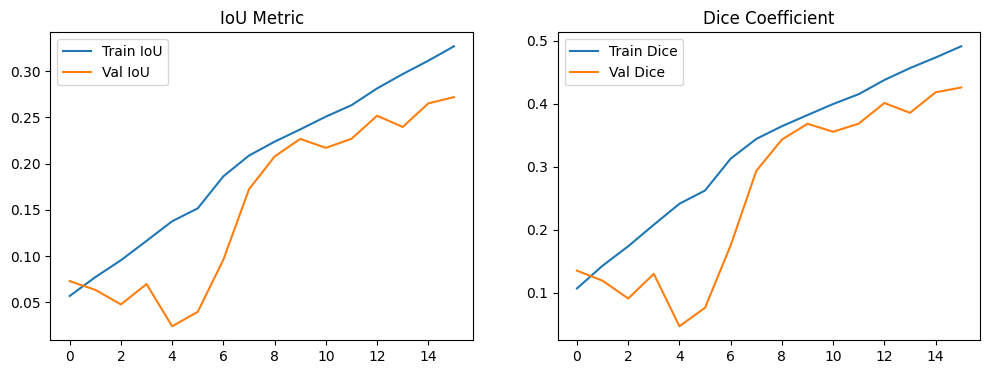 IoU Metric
Train IoU
Val IoU
0.30
0.25
0.20
0.15
0.10
0.05
0 2 4 6 8 10 12 14
Dice Coefficient
Train Dice
Val Dice
0.5
0.4
0.3
0.2
0.1
0 2 4 6 8 10 12 14